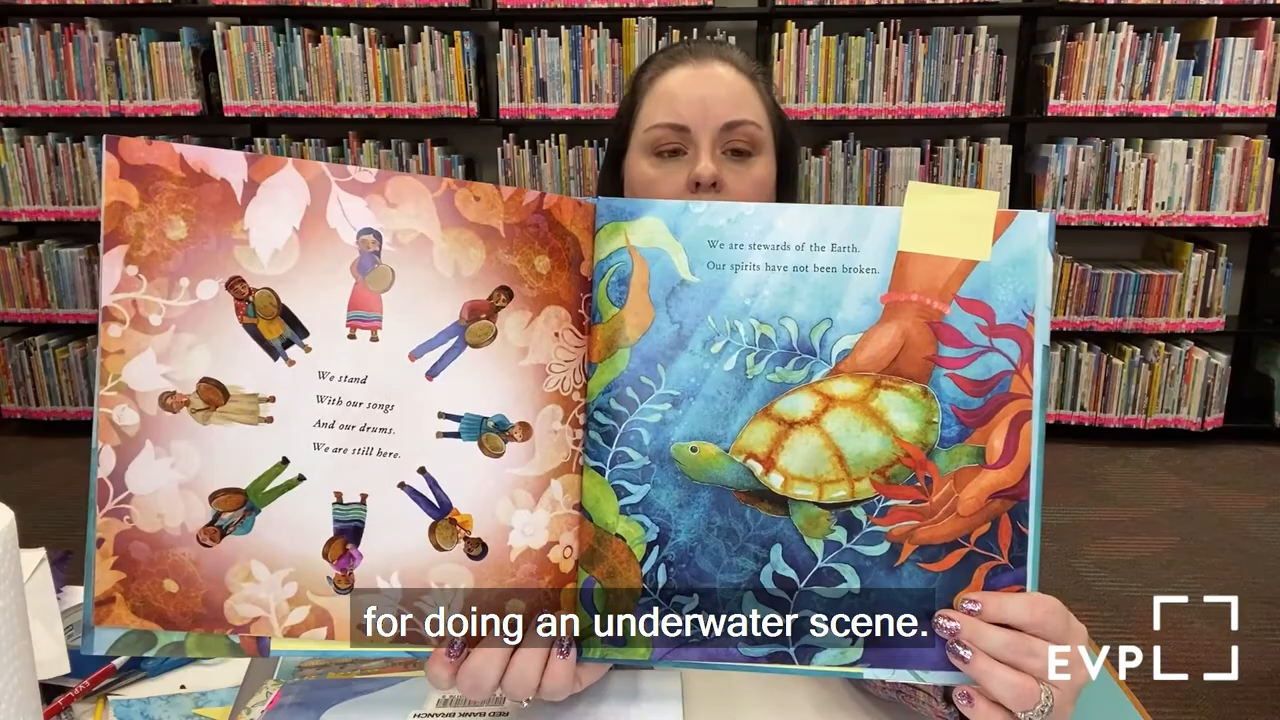 We stand
With our songs
And our drums.
We are still here.
We are stewards of the Earth.
Our spirits have not been broken.
for doing an underwater scene.
EVPL
EVPL
RED BANK BRANCH